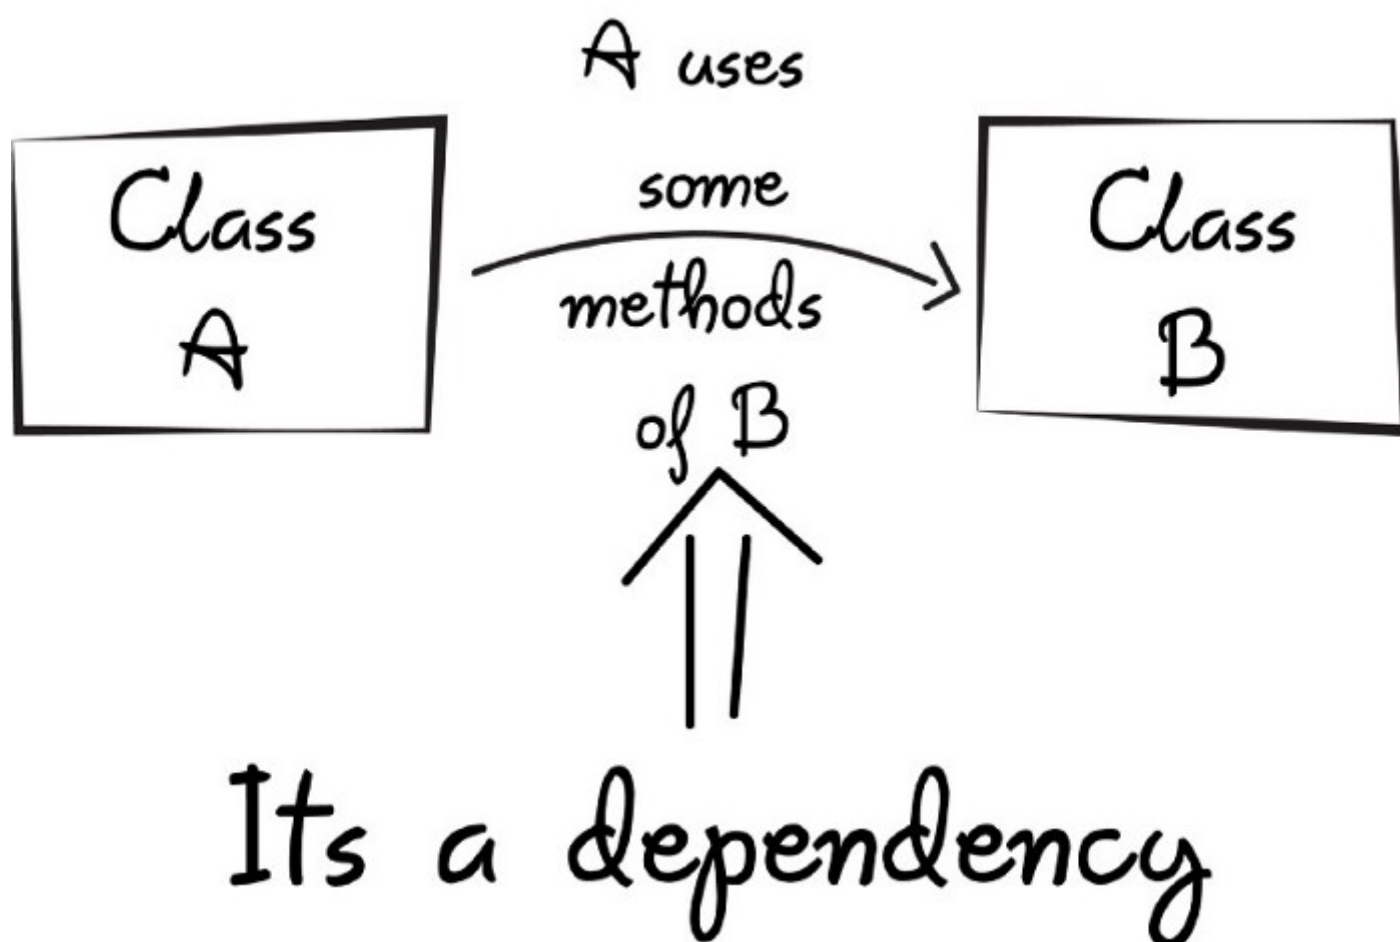 A uses
some
methods
of B
Class
A
Class
B
Its a dependency